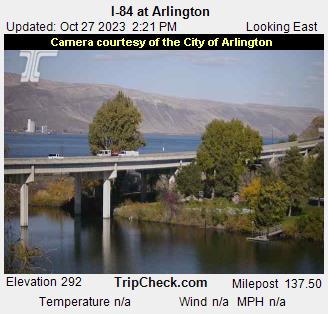 I-84 at Arlington
Updated: Oct 27 2023 2:21 PM Looking East
Camera courtesy of the City of Arlington
Elevation 292 TripCheck.com Milepost 137.50
Temperature n/a Wind n/a MPH n/a